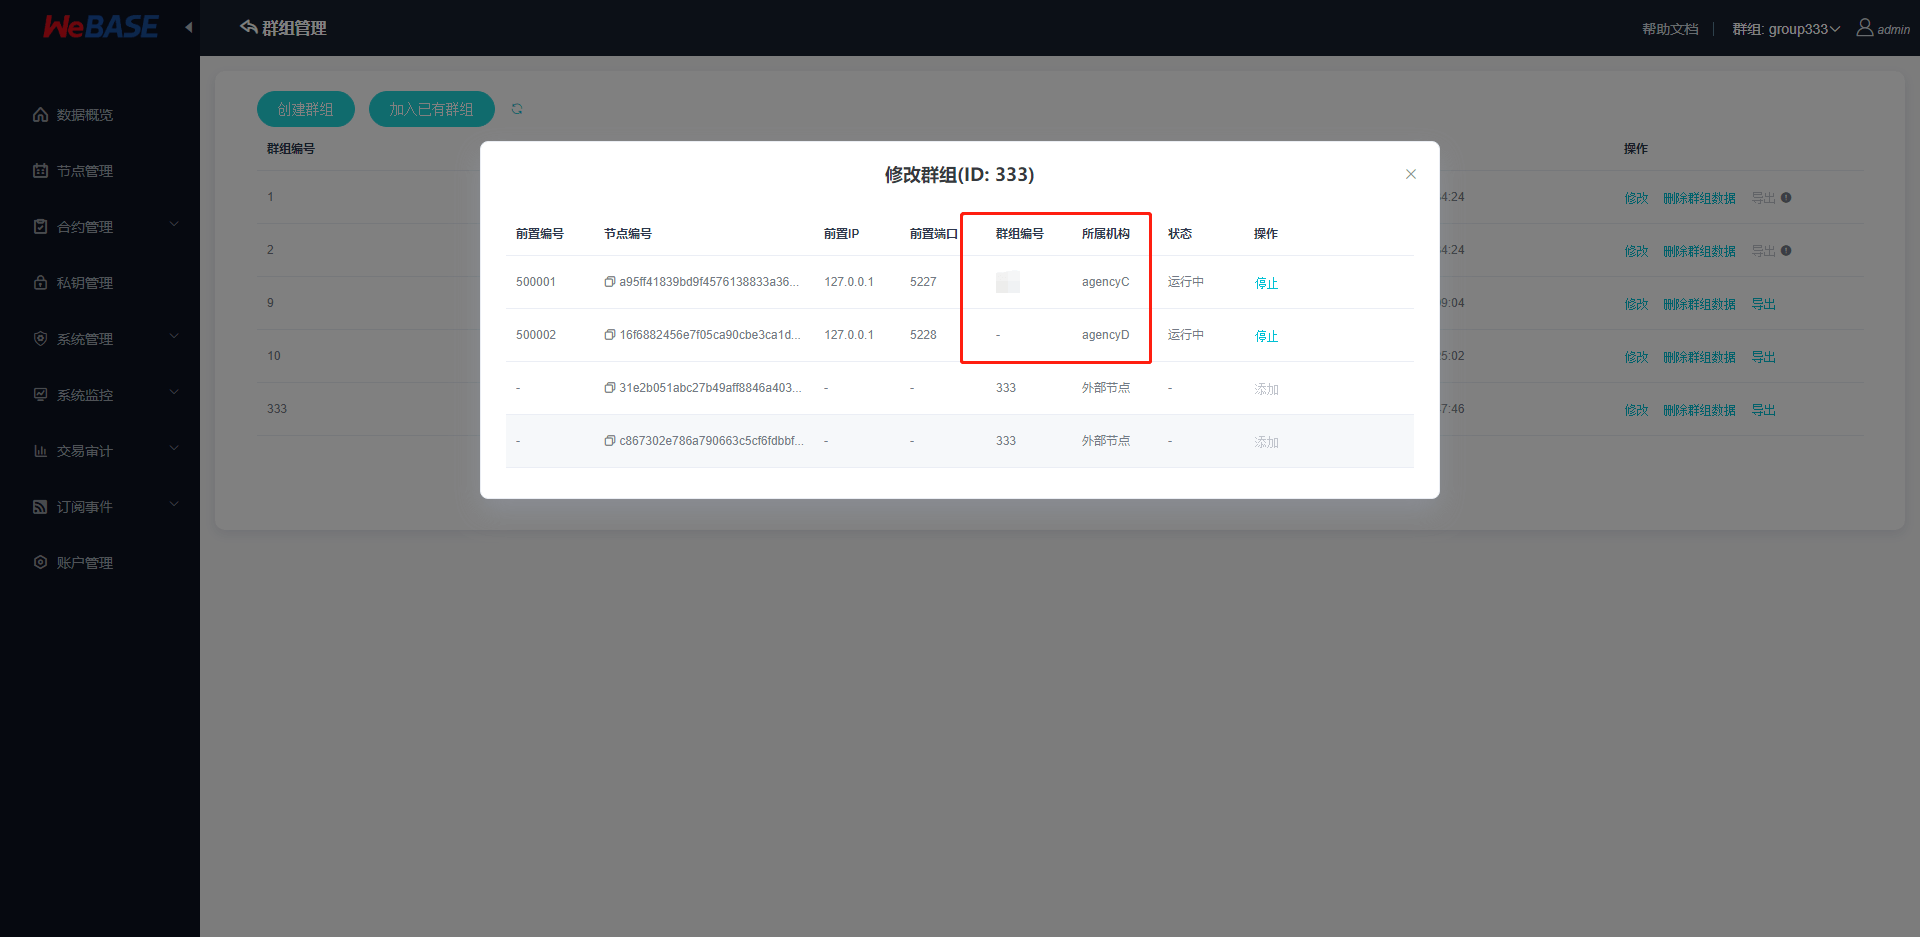 WeBASE
群组管理
帮助文档
群组: group333
admin
数据概览
节点管理
合约管理
私钥管理
系统管理
系统监控
交易审计
订阅事件
账户管理
创建群组 加入已有群组
群组编号 操作
1 4:24 修改 删除群组数据 导出
2 4:24 修改 删除群组数据 导出
9 9:04 修改 删除群组数据 导出
10 5:02 修改 删除群组数据 导出
333 7:46 修改 删除群组数据 导出
修改群组(ID: 333)
前置编号 节点编号 前置IP 前置端口 群组编号 所属机构 状态 操作
500001 a95ff41839bd9f4576138833a36... 127.0.0.1 5227 agencyC 运行中 停止
500002 16f6882456e7f05ca90cbe3ca1d... 127.0.0.1 5228 - agencyD 运行中 停止
- 31e2b051abc27b49aff8846a403... - - 333 外部节点 - 添加
- c867302e786a790663c5cf6fdbbf... - - 333 外部节点 - 添加